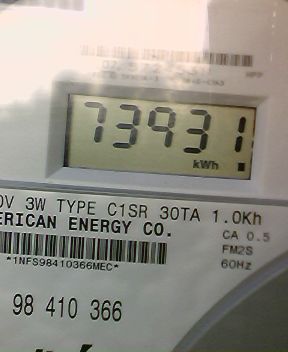 73931
kWh
V 3W TYPE C1SR 30TA 1.0Kh
ERICAN ENERGY CO.
CA 0.5
FM2S
60Hz
*1NFS98410366MEC*
98 410 366